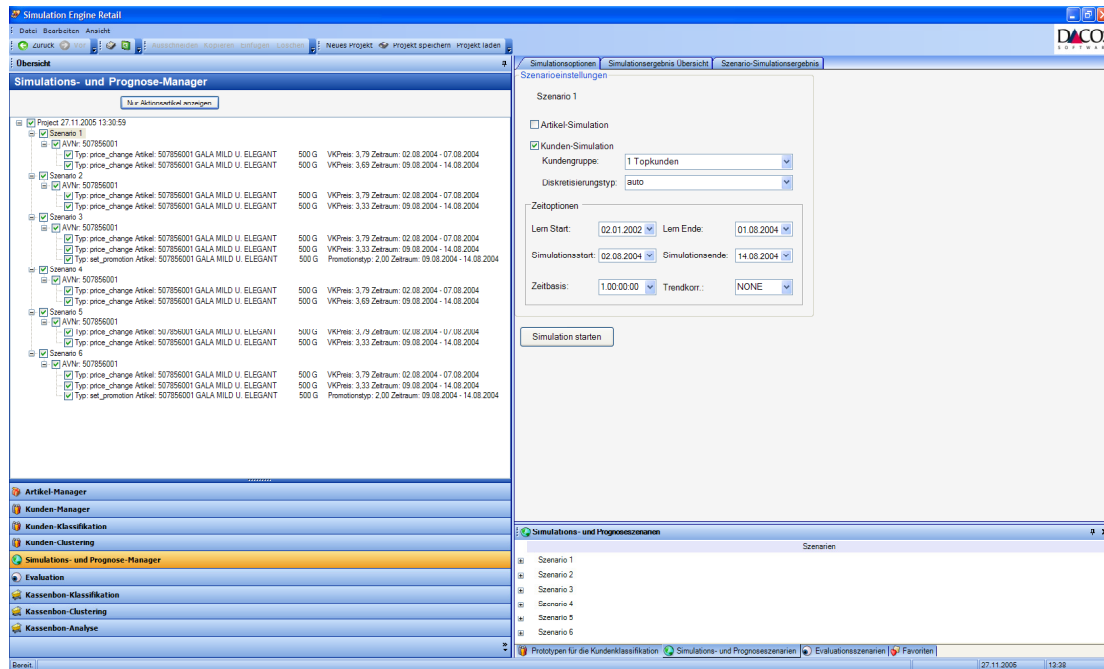 Simulation Engine Retail
Datei Bearbeiten Ansicht
Zurück Vor Ausschneiden Kopieren Einfügen Löschen Neues Projekt Projekt speichern Projekt laden
DACOS
SOFTWARE
Übersicht
Simulations- und Prognose-Manager
Nur Aktionsartikel anzeigen
Project 27.11.2005 13:30:59
Szenario 1
AVNr: 507856001
Typ: price_change Artikel: 507856001 GALA MILD U. ELEGANT 500 G VKPreis: 3,79 Zeitraum: 02.08.2004 - 07.08.2004
Typ: price_change Artikel: 507856001 GALA MILD U. ELEGANT 500 G VKPreis: 3,69 Zeitraum: 09.08.2004 - 14.08.2004
Szenario 2
AVNr: 507856001
Typ: price_change Artikel: 507856001 GALA MILD U. ELEGANT 500 G VKPreis: 3,79 Zeitraum: 02.08.2004 - 07.08.2004
Typ: price_change Artikel: 507856001 GALA MILD U. ELEGANT 500 G VKPreis: 3,33 Zeitraum: 09.08.2004 - 14.08.2004
Szenario 3
AVNr: 507856001
Typ: price_change Artikel: 507856001 GALA MILD U. ELEGANT 500 G VKPreis: 3,79 Zeitraum: 02.08.2004 - 07.08.2004
Typ: price_change Artikel: 507856001 GALA MILD U. ELEGANT 500 G VKPreis: 3,33 Zeitraum: 09.08.2004 - 14.08.2004
Typ: set_promotion Artikel: 507856001 GALA MILD U. ELEGANT 500 G Promotionstyp: 2,00 Zeitraum: 09.08.2004 - 14.08.2004
Szenario 4
AVNr: 507856001
Typ: price_change Artikel: 507856001 GALA MILD U. ELEGANT 500 G VKPreis: 3,79 Zeitraum: 02.08.2004 - 07.08.2004
Typ: price_change Artikel: 507856001 GALA MILD U. ELEGANT 500 G VKPreis: 3,69 Zeitraum: 09.08.2004 - 14.08.2004
Szenario 5
AVNr: 507856001
Typ: price_change Artikel: 507856001 GALA MILD U. ELEGANT 500 G VKPreis: 3,79 Zeitraum: 02.08.2004 - 07.08.2004
Typ: price_change Artikel: 507856001 GALA MILD U. ELEGANT 500 G VKPreis: 3,33 Zeitraum: 09.08.2004 - 14.08.2004
Szenario 6
AVNr: 507856001
Typ: price_change Artikel: 507856001 GALA MILD U. ELEGANT 500 G VKPreis: 3,79 Zeitraum: 02.08.2004 - 07.08.2004
Typ: price_change Artikel: 507856001 GALA MILD U. ELEGANT 500 G VKPreis: 3,33 Zeitraum: 09.08.2004 - 14.08.2004
Typ: set_promotion Artikel: 507856001 GALA MILD U. ELEGANT 500 G Promotionstyp: 2,00 Zeitraum: 09.08.2004 - 14.08.2004
Artikel-Manager
Kunden-Manager
Kunden-Klassifikation
Kunden-Clustering
Simulations- und Prognose-Manager
Evaluation
Kassenbon-Klassifikation
Kassenbon-Clustering
Kassenbon-Analyse
Simulationsoptionen Simulationsergebnis Übersicht Szenario-Simulationsergebnis
Szenarioeinstellungen
Szenario 1
Artikel-Simulation
Kunden-Simulation
Kundengruppe: 1 Topkunden
Diskretisierungstyp: auto
Zeitoptionen
Lern Start: 02.01.2002 Lern Ende: 01.08.2004
Simulationsstart: 02.08.2004 Simulationsende: 14.08.2004
Zeitbasis: 1.00:00:00 Trendkorr.: NONE
Simulation starten
Simulations- und Prognoseszenarien
Szenarien
Szenario 1
Szenario 2
Szenario 3
Szenario 4
Szenario 5
Szenario 6
Prototypen für die Kundenklassifikation Simulations- und Prognoseszenarien Evaluationsszenarien Favoriten
Bereit. 27.11.2005 13:38